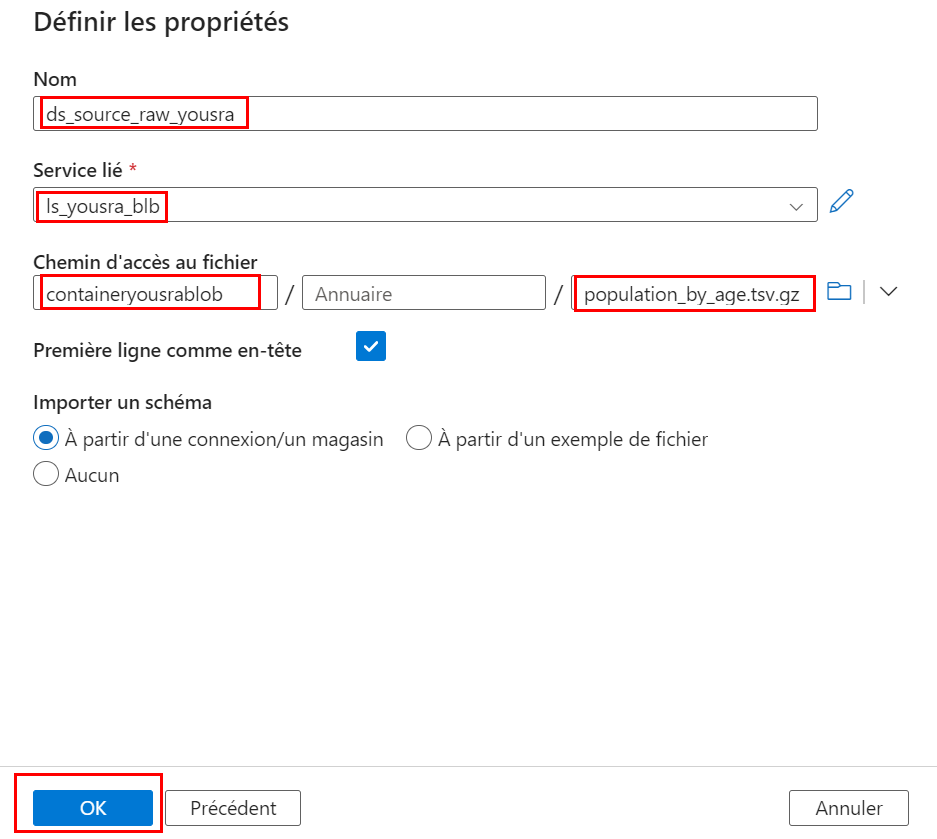 Définir les propriétés
Nom
ds_source_raw_yousra
Service lié *
ls_yousra_blb
Chemin d'accès au fichier
containeryousrablob / Annuaire / population_by_age.tsv.gz
Première ligne comme en-tête
Importer un schéma
À partir d'une connexion/un magasin À partir d'un exemple de fichier
Aucun
OK Précédent Annuler